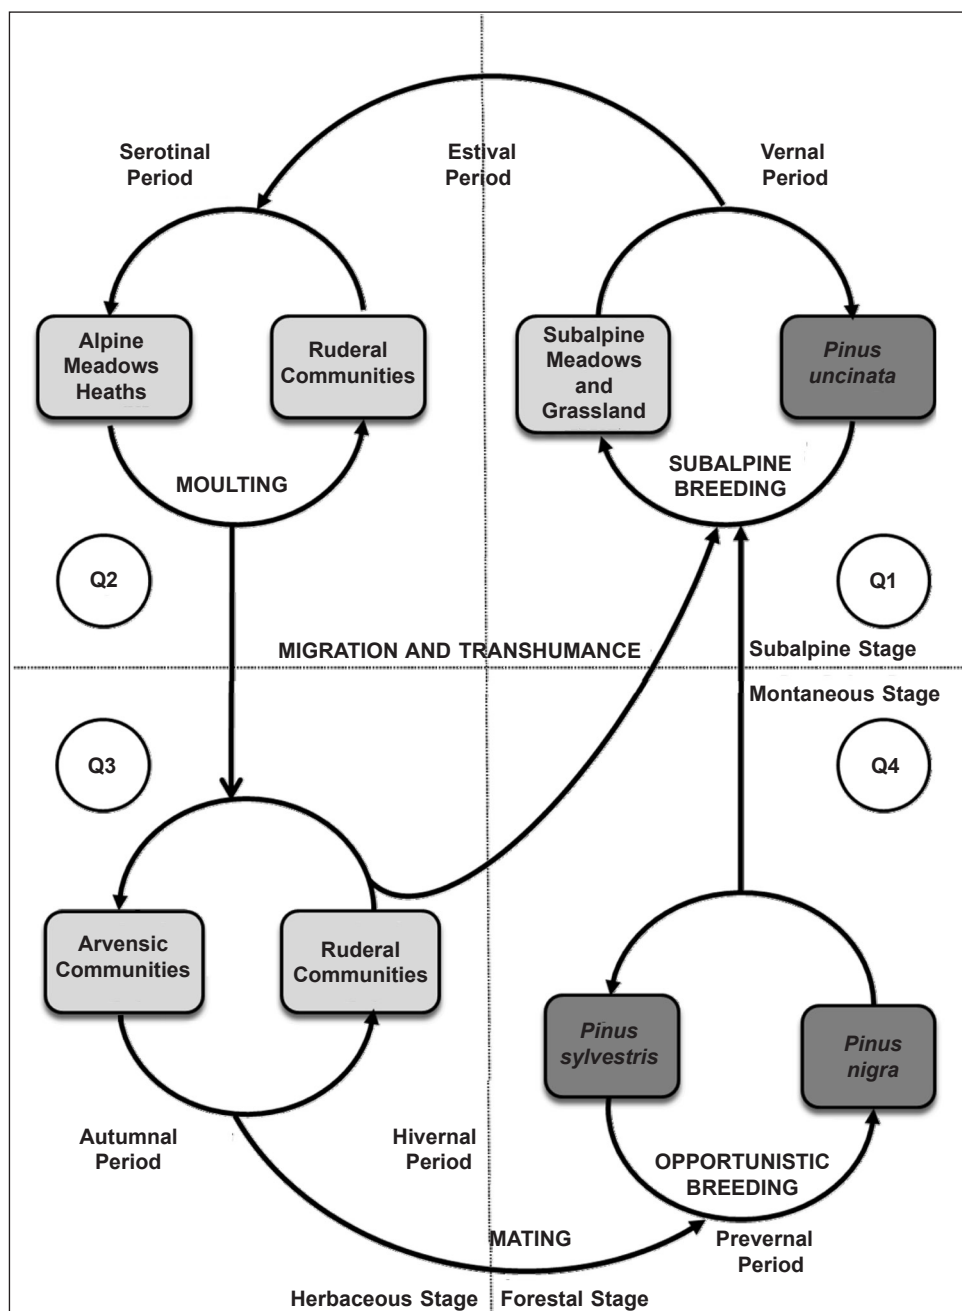 Serotinal
Period
Estival
Period
Vernal
Period
Alpine
Meadows
Heaths
Ruderal
Communities
Subalpine
Meadows
and
Grassland
Pinus
uncinata
MOULTING
SUBALPINE
BREEDING
Q2
Q1
MIGRATION AND TRANSHUMANCE
Subalpine Stage
Montaneous Stage
Q3
Q4
Arvensic
Communities
Ruderal
Communities
Pinus
sylvestris
Pinus
nigra
Autumnal
Period
Hivernal
Period
OPPORTUNISTIC
BREEDING
MATING
Prevernal
Period
Herbaceous Stage
Forestal Stage